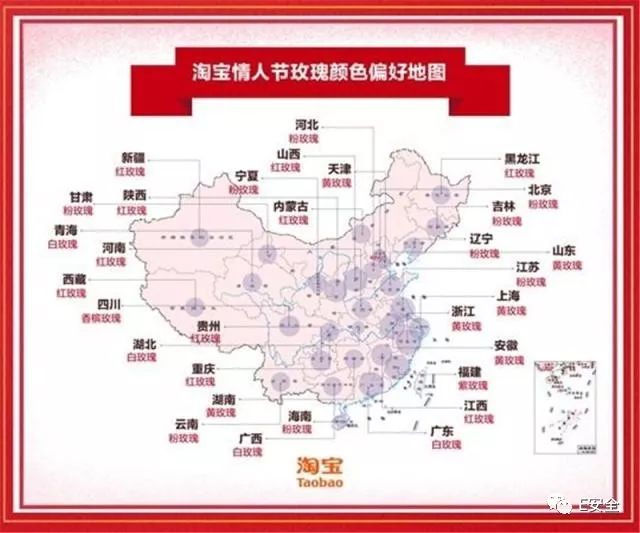 淘宝情人节玫瑰颜色偏好地图
河北
粉玫瑰
山西
红玫瑰
天津
黄玫瑰
黑龙江
红玫瑰
新疆
红玫瑰
宁夏
粉玫瑰
北京
粉玫瑰
甘肃
粉玫瑰
陕西
红玫瑰
内蒙古
红玫瑰
吉林
粉玫瑰
青海
白玫瑰
河南
红玫瑰
辽宁
粉玫瑰
山东
黄玫瑰
江苏
粉玫瑰
西藏
红玫瑰
四川
香槟玫瑰
上海
黄玫瑰
浙江
黄玫瑰
贵州
红玫瑰
湖北
白玫瑰
安徽
黄玫瑰
重庆
红玫瑰
福建
紫玫瑰
湖南
黄玫瑰
江西
红玫瑰
云南
粉玫瑰
海南
粉玫瑰
广西
白玫瑰
广东
白玫瑰
淘宝
Taobao
E安全